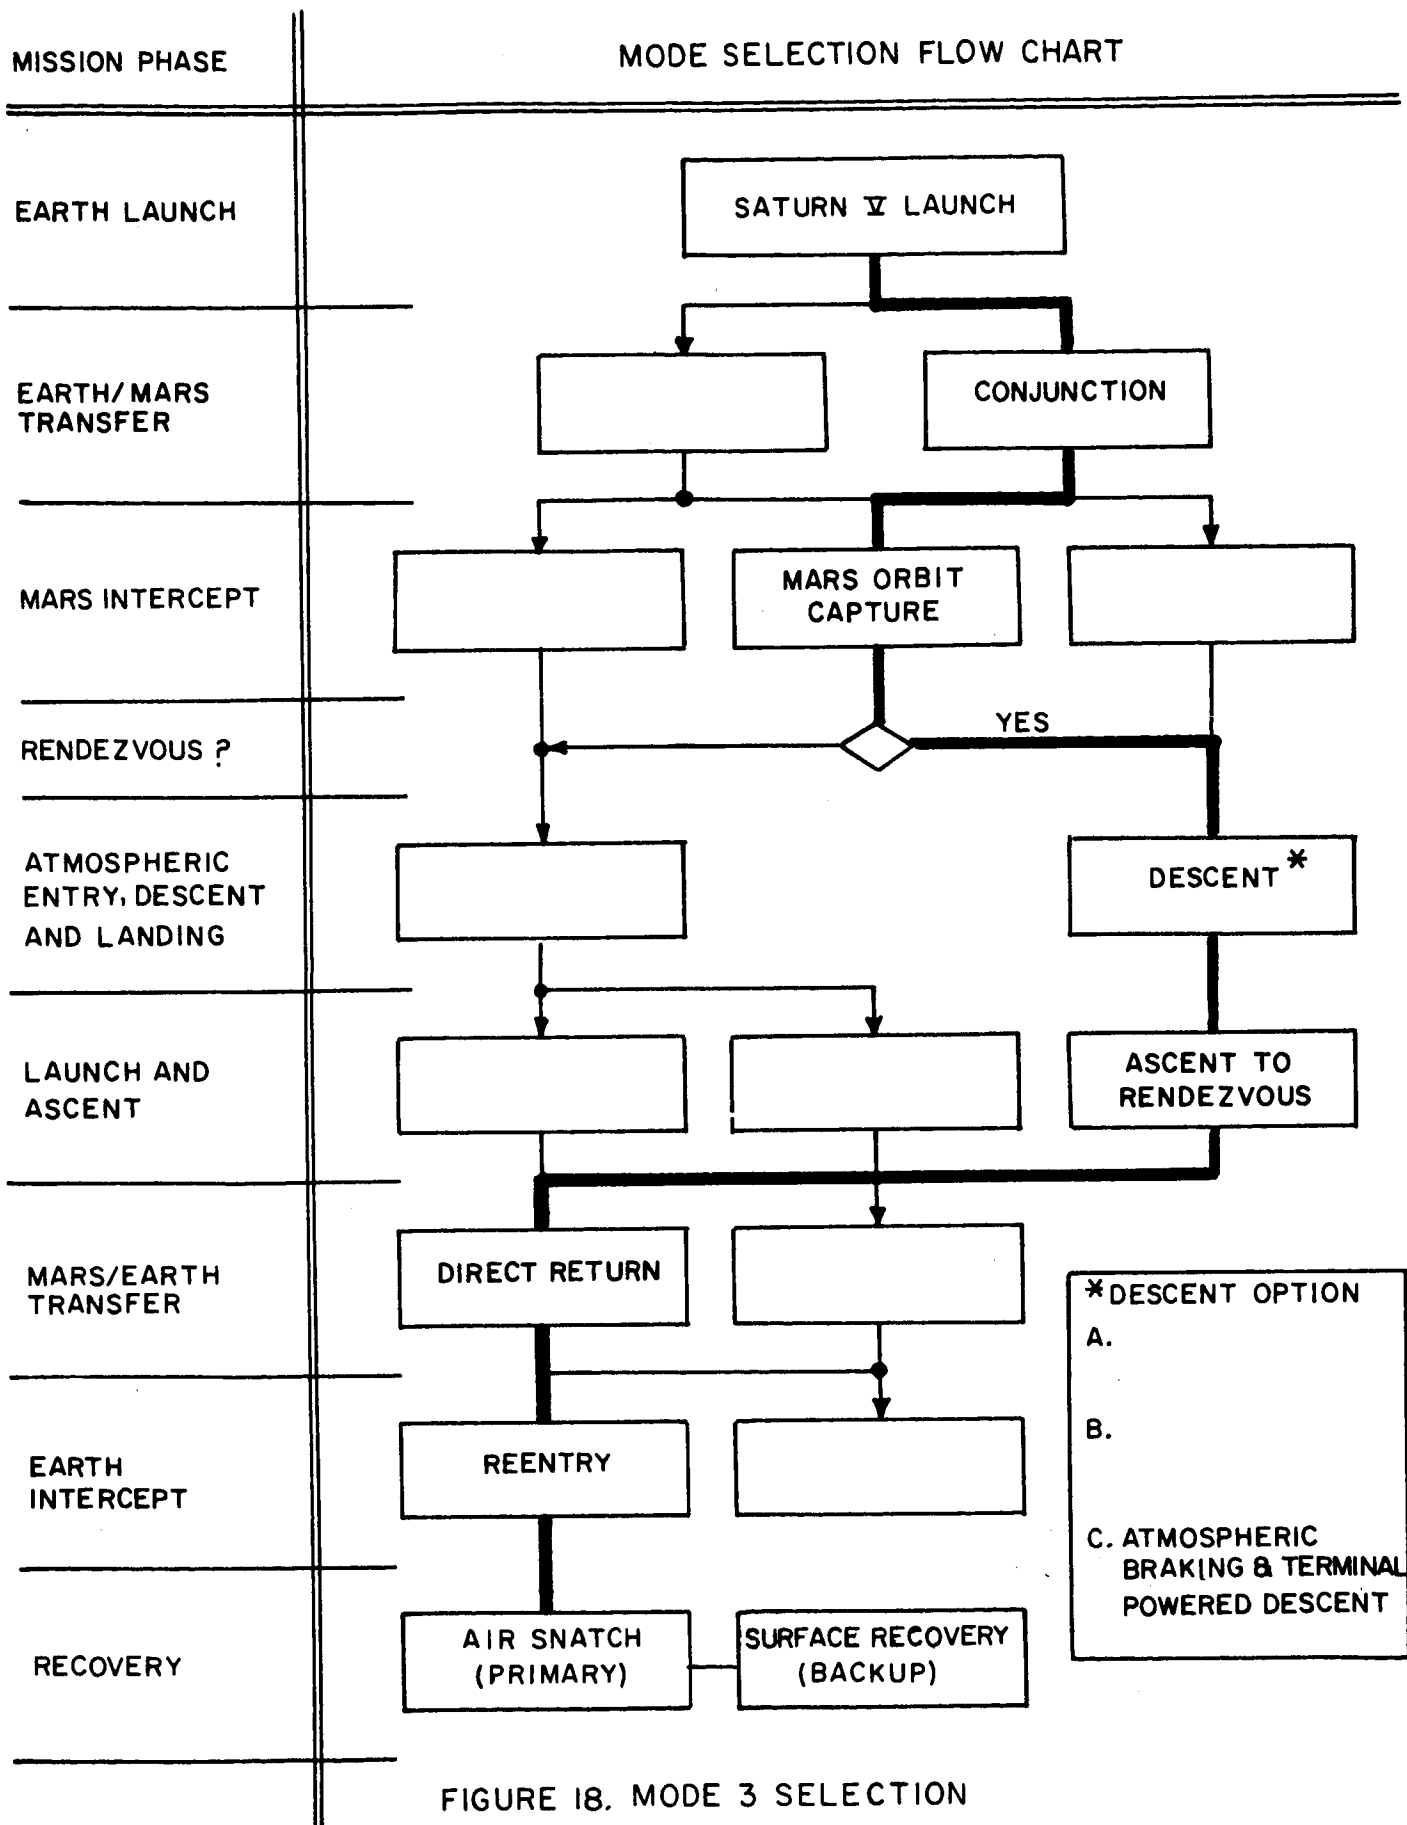 MISSION PHASE
MODE SELECTION FLOW CHART
EARTH LAUNCH
SATURN V LAUNCH
EARTH/MARS
TRANSFER
CONJUNCTION
MARS INTERCEPT
MARS ORBIT
CAPTURE
RENDEZVOUS ?
YES
ATMOSPHERIC
ENTRY, DESCENT
AND LANDING
DESCENT *
LAUNCH AND
ASCENT
ASCENT TO
RENDEZVOUS
MARS/EARTH
TRANSFER
DIRECT RETURN
*DESCENT OPTION
A.
B.
C. ATMOSPHERIC
BRAKING & TERMINAL
POWERED DESCENT
EARTH
INTERCEPT
REENTRY
RECOVERY
AIR SNATCH
(PRIMARY)
SURFACE RECOVERY
(BACKUP)
FIGURE 18. MODE 3 SELECTION